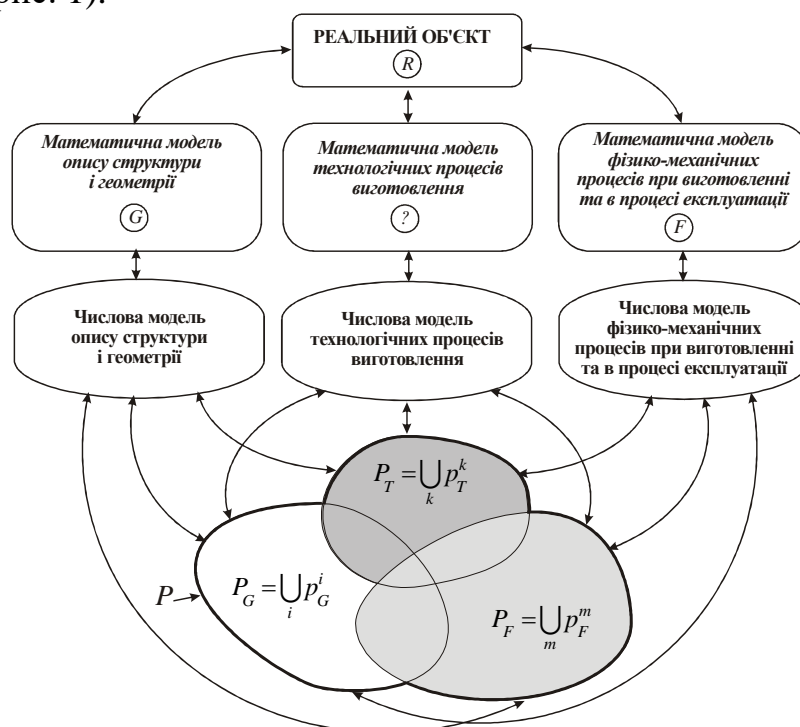 рис. 1).
РЕАЛЬНИЙ ОБ'ЄКТ
R
Математична модель
опису структури
і геометрії
G
Математична модель
технологічних процесів
виготовлення
?
Математична модель
фізико-механічних
процесів при виготовленні
та в процесі експлуатації
F
Числова модель
опису структури
і геометрії
Числова модель
технологічних процесів
виготовлення
Числова модель
фізико-механічних
процесів при виготовленні
та в процесі експлуатації
P_T = ⋃_k p_T^k
P
P_G = ⋃_i p_G^i
P_F = ⋃_m p_F^m